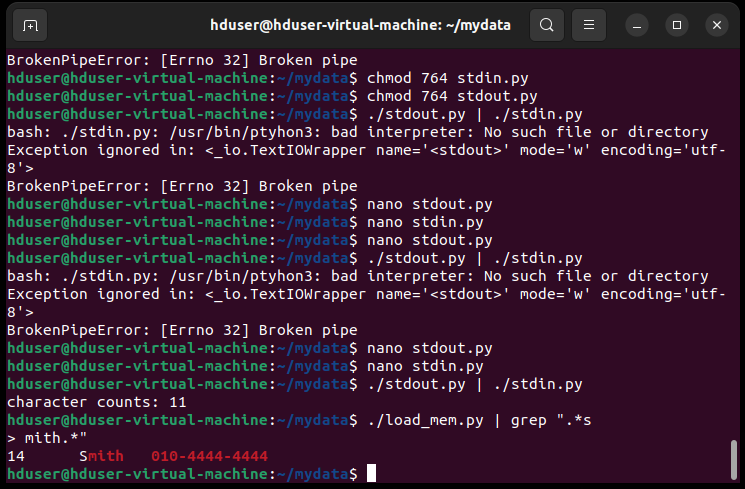 hduser@hduser-virtual-machine: ~/mydata
BrokenPipeError: [Errno 32] Broken pipe
hduser@hduser-virtual-machine:~/mydata$ chmod 764 stdin.py
hduser@hduser-virtual-machine:~/mydata$ chmod 764 stdout.py
hduser@hduser-virtual-machine:~/mydata$ ./stdout.py | ./stdin.py
bash: ./stdin.py: /usr/bin/ptyhon3: bad interpreter: No such file or directory
Exception ignored in: <_io.TextIOWrapper name='<stdout>' mode='w' encoding='utf-
8'>
BrokenPipeError: [Errno 32] Broken pipe
hduser@hduser-virtual-machine:~/mydata$ nano stdout.py
hduser@hduser-virtual-machine:~/mydata$ nano stdin.py
hduser@hduser-virtual-machine:~/mydata$ nano stdout.py
hduser@hduser-virtual-machine:~/mydata$ ./stdout.py | ./stdin.py
bash: ./stdin.py: /usr/bin/ptyhon3: bad interpreter: No such file or directory
Exception ignored in: <_io.TextIOWrapper name='<stdout>' mode='w' encoding='utf-
8'>
BrokenPipeError: [Errno 32] Broken pipe
hduser@hduser-virtual-machine:~/mydata$ nano stdout.py
hduser@hduser-virtual-machine:~/mydata$ nano stdin.py
hduser@hduser-virtual-machine:~/mydata$ ./stdout.py | ./stdin.py
character counts: 11
hduser@hduser-virtual-machine:~/mydata$ ./load_mem.py | grep ".*s
> mith.*"
14 Smith 010-4444-4444
hduser@hduser-virtual-machine:~/mydata$